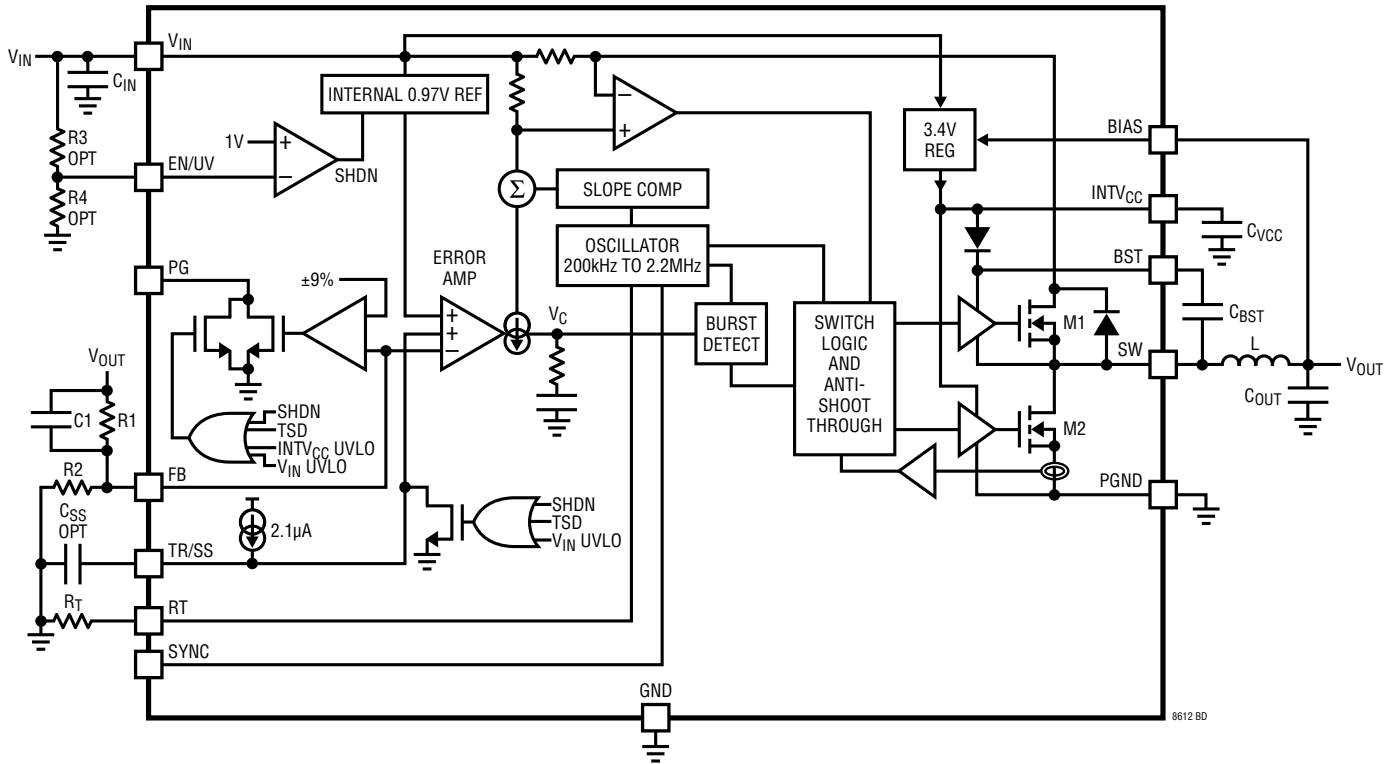 VIN
VIN
CIN
R3
OPT
EN/UV
R4
OPT
1V
+
–
SHDN
INTERNAL 0.97V REF
–
+
3.4V
REG
BIAS
INTVCC
CVCC
Σ
SLOPE COMP
OSCILLATOR
200kHz TO 2.2MHz
BST
CBST
PG
±9%
ERROR
AMP
+
+
–
VC
BURST
DETECT
SWITCH
LOGIC
AND
ANTI-
SHOOT
THROUGH
M1
SW
L
VOUT
COUT
M2
PGND
VOUT
C1
R1
SHDN
TSD
INTVCC UVLO
VIN UVLO
R2
FB
CSS
OPT
2.1µA
SHDN
TSD
VIN UVLO
TR/SS
RT
RT
SYNC
GND
8612 BD